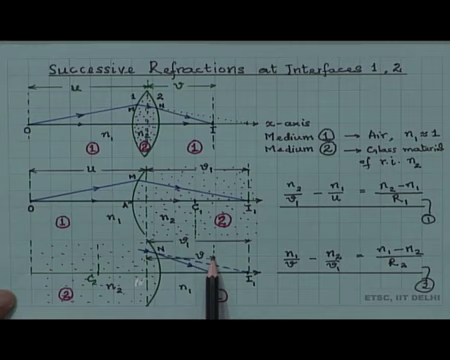 Successive Refractions at Interfaces 1, 2
u v
1 2
M N
O I x-axis
n₁
① ② ①
Medium ① → Air, n₁ ≈ 1
Medium ② → Glass material
of r.i. n₂
u v₁
M
O A C₁ I₁
① n₁ n₂ ②
n₂/v₁ - n₁/u = (n₂-n₁)/R₁
①
v₁
N v
C₂ I I₁
② n₂ n₁
n₁/v - n₂/v₁ = (n₁-n₂)/R₂
②
ETSC, IIT DELHI